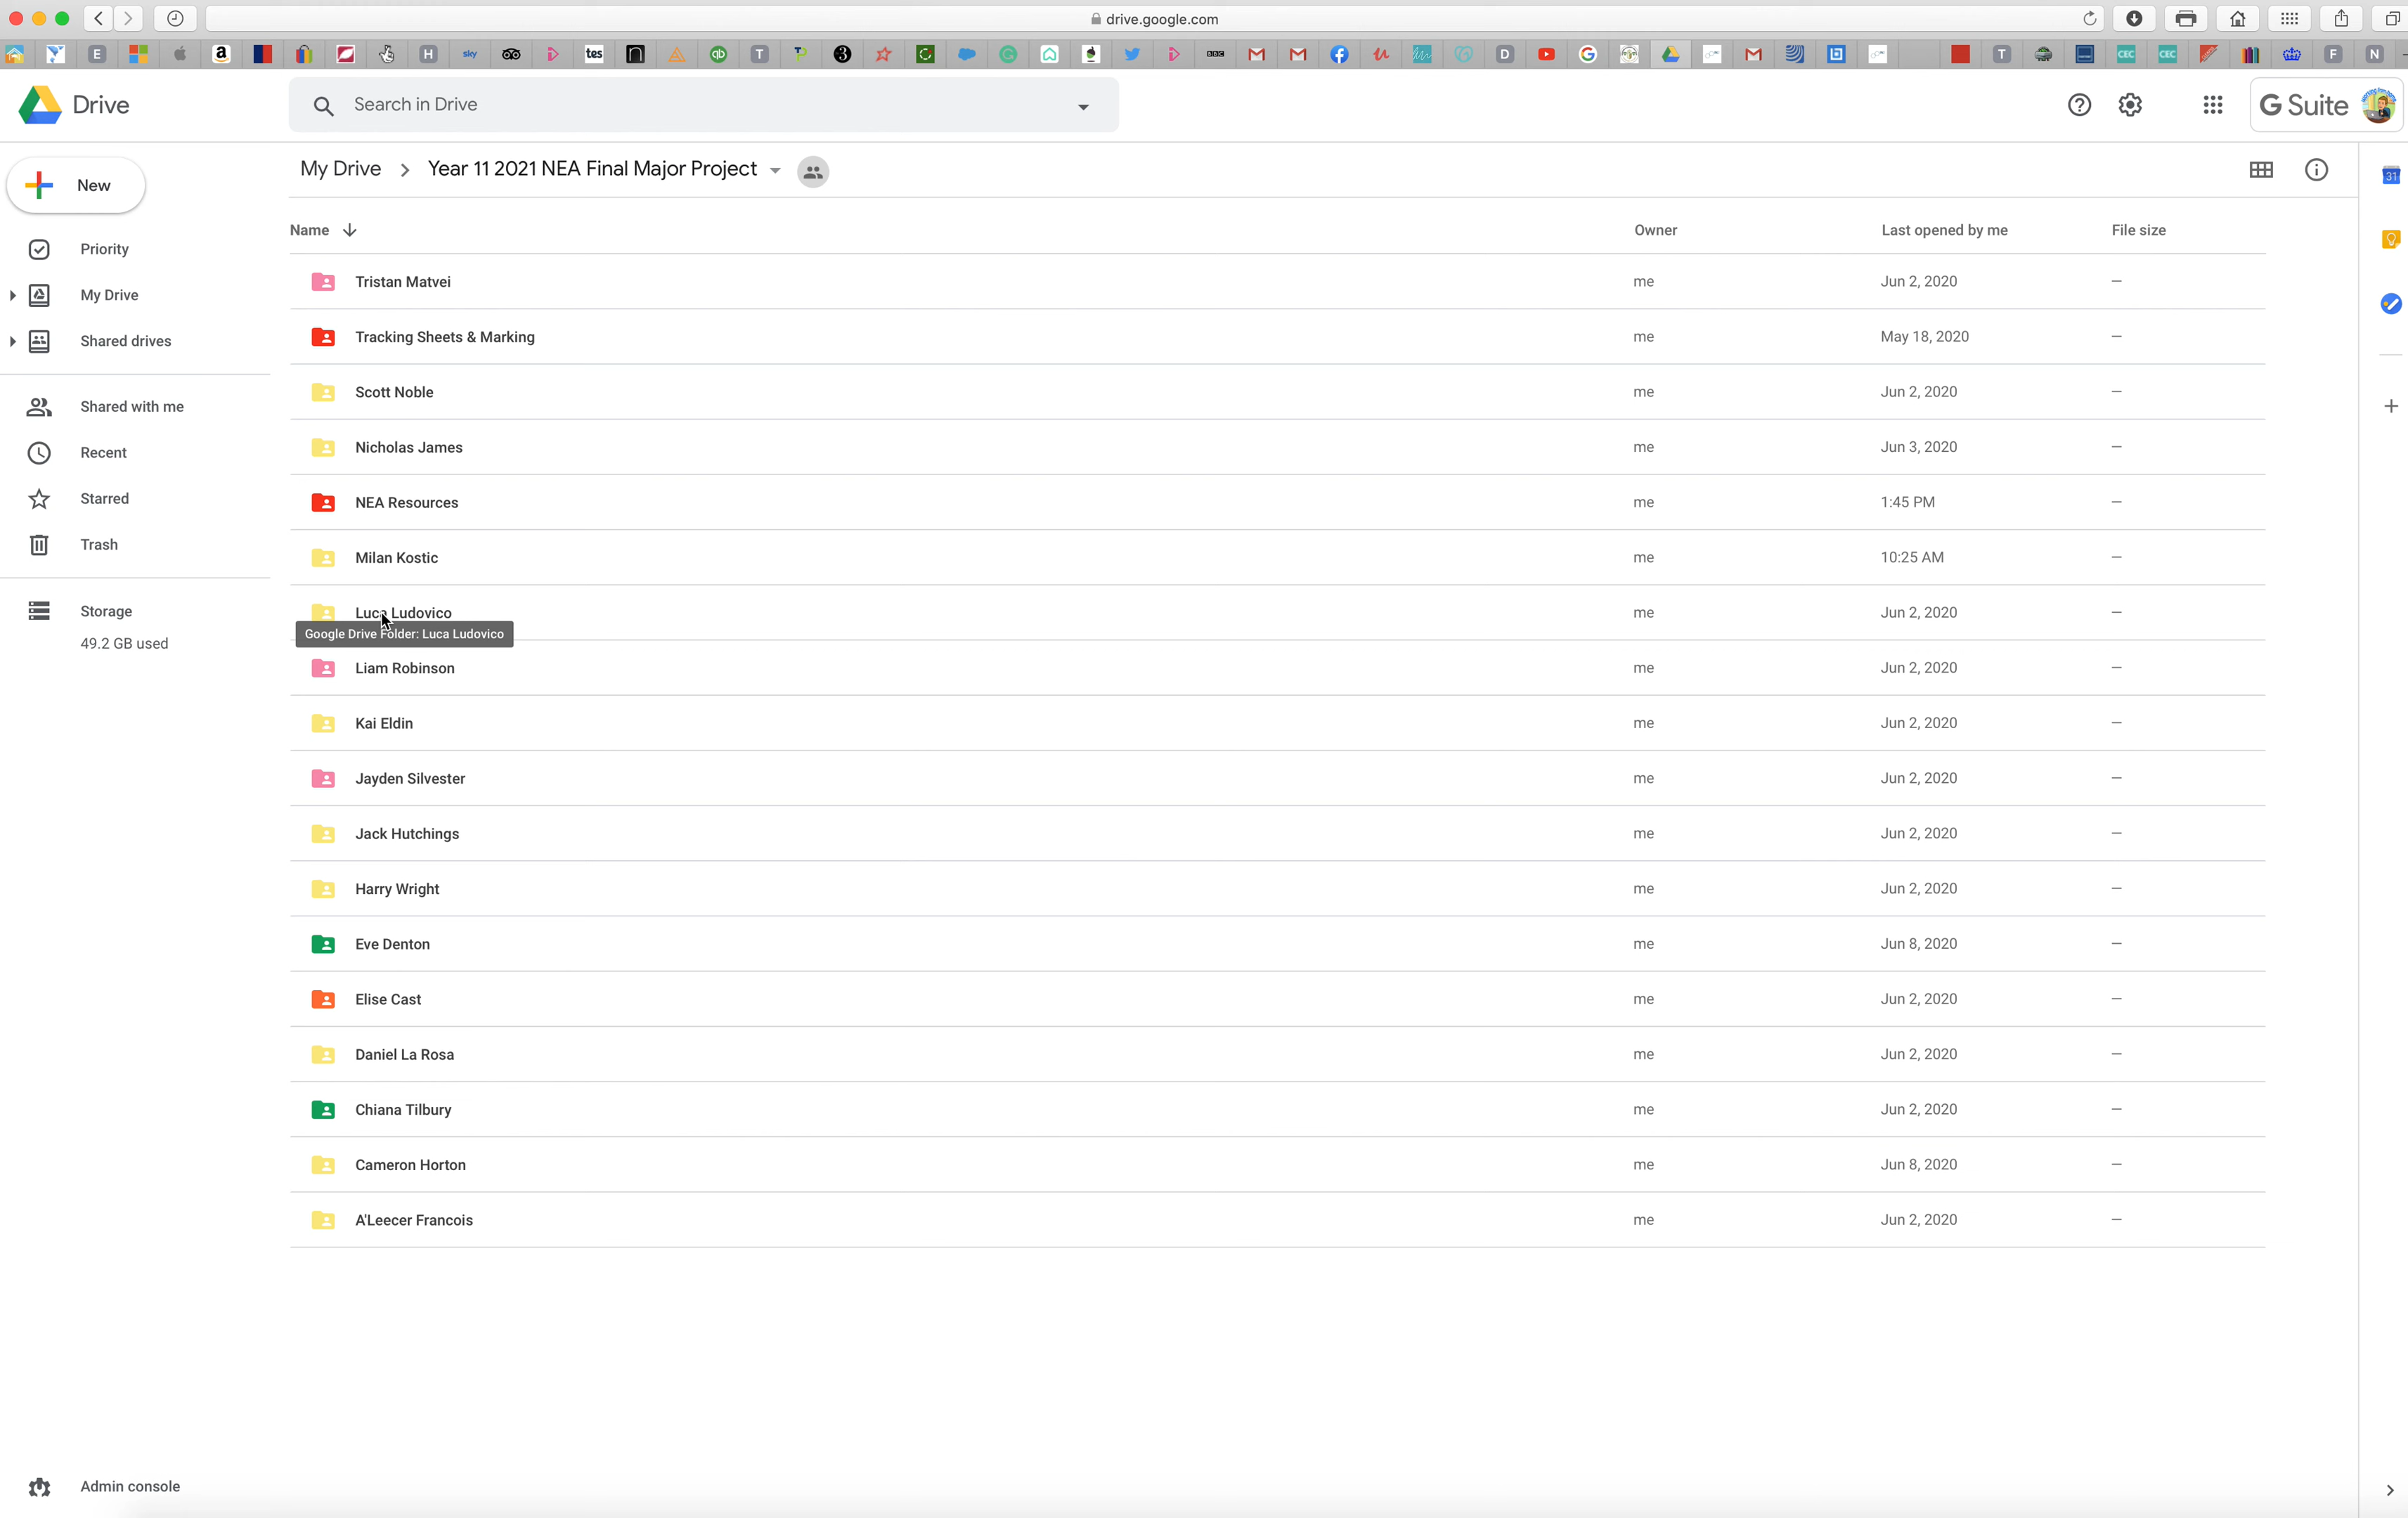 drive.google.com
E
a
H
sky
tes
qb
T
3
BBC
D
G
T
CEC
CEC
F
N
Drive
Search in Drive
G Suite
New
My Drive
Year 11 2021 NEA Final Major Project
31
Name
Owner
Last opened by me
File size
Priority
My Drive
Shared drives
Shared with me
Recent
Starred
Trash
Storage
49.2 GB used
Tristan Matvei me Jun 2, 2020 —
Tracking Sheets & Marking me May 18, 2020 —
Scott Noble me Jun 2, 2020 —
Nicholas James me Jun 3, 2020 —
NEA Resources me 1:45 PM —
Milan Kostic me 10:25 AM —
Luca Ludovico me Jun 2, 2020 —
Google Drive Folder: Luca Ludovico
Liam Robinson me Jun 2, 2020 —
Kai Eldin me Jun 2, 2020 —
Jayden Silvester me Jun 2, 2020 —
Jack Hutchings me Jun 2, 2020 —
Harry Wright me Jun 2, 2020 —
Eve Denton me Jun 8, 2020 —
Elise Cast me Jun 2, 2020 —
Daniel La Rosa me Jun 2, 2020 —
Chiana Tilbury me Jun 2, 2020 —
Cameron Horton me Jun 8, 2020 —
A'Leecer Francois me Jun 2, 2020 —
Admin console